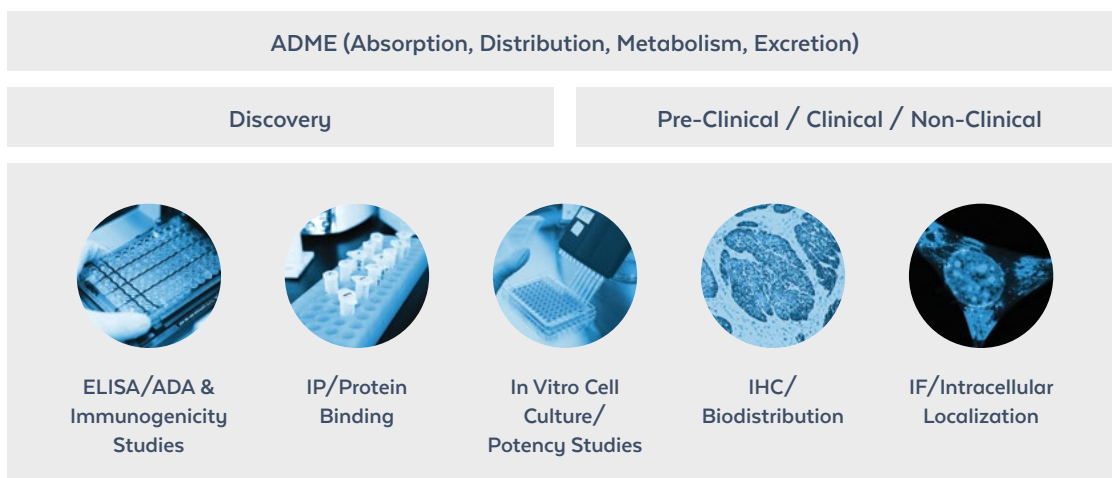 ADME (Absorption, Distribution, Metabolism, Excretion)
Discovery
Pre-Clinical / Clinical / Non-Clinical
ELISA/ADA &
Immunogenicity
Studies
IP/Protein
Binding
In Vitro Cell
Culture/
Potency Studies
IHC/
Biodistribution
IF/Intracellular
Localization